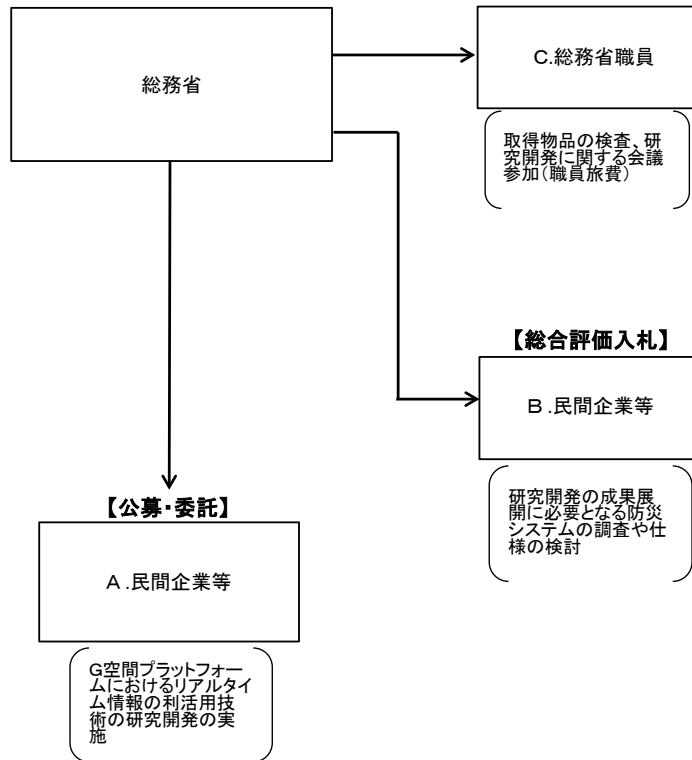 総務省
C.総務省職員
取得物品の検査、研
究開発に関する会議
参加（職員旅費）
【総合評価入札】
Ｂ.民間企業等
研究開発の成果展
開に必要となる防災
システムの調査や仕
様の検討
【公募・委託】
Ａ.民間企業等
G空間プラットフォー
ムにおけるリアルタイ
ム情報の利活用技
術の研究開発の実
施